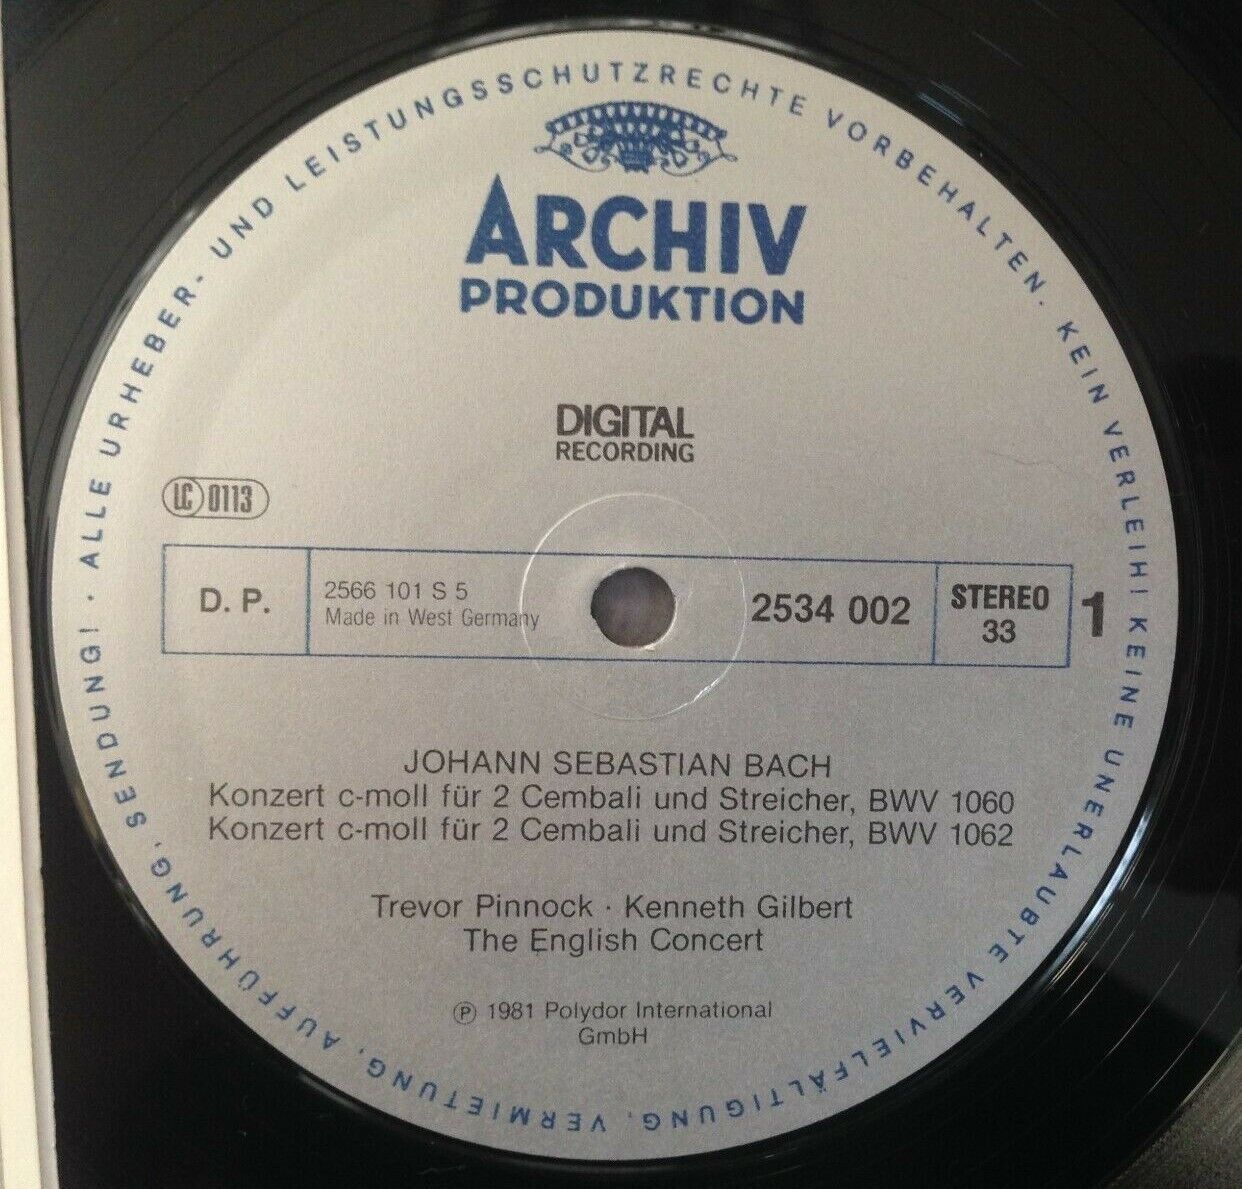 ALLE URHEBER- UND LEISTUNGSSCHUTZRECHTE VORBEHALTEN. KEIN VERLEIH! KEINE UNERLAUBTE VERVIELFÄLTIGUNG, VERMIETUNG, AUFFÜHRUNG, SENDUNG! ·
ARCHIV
PRODUKTION
DIGITAL
RECORDING
LC 0113
D. P.
2566 101 S 5
Made in West Germany
2534 002
STEREO
33
1
JOHANN SEBASTIAN BACH
Konzert c-moll für 2 Cembali und Streicher, BWV 1060
Konzert c-moll für 2 Cembali und Streicher, BWV 1062
Trevor Pinnock · Kenneth Gilbert
The English Concert
℗ 1981 Polydor International
GmbH